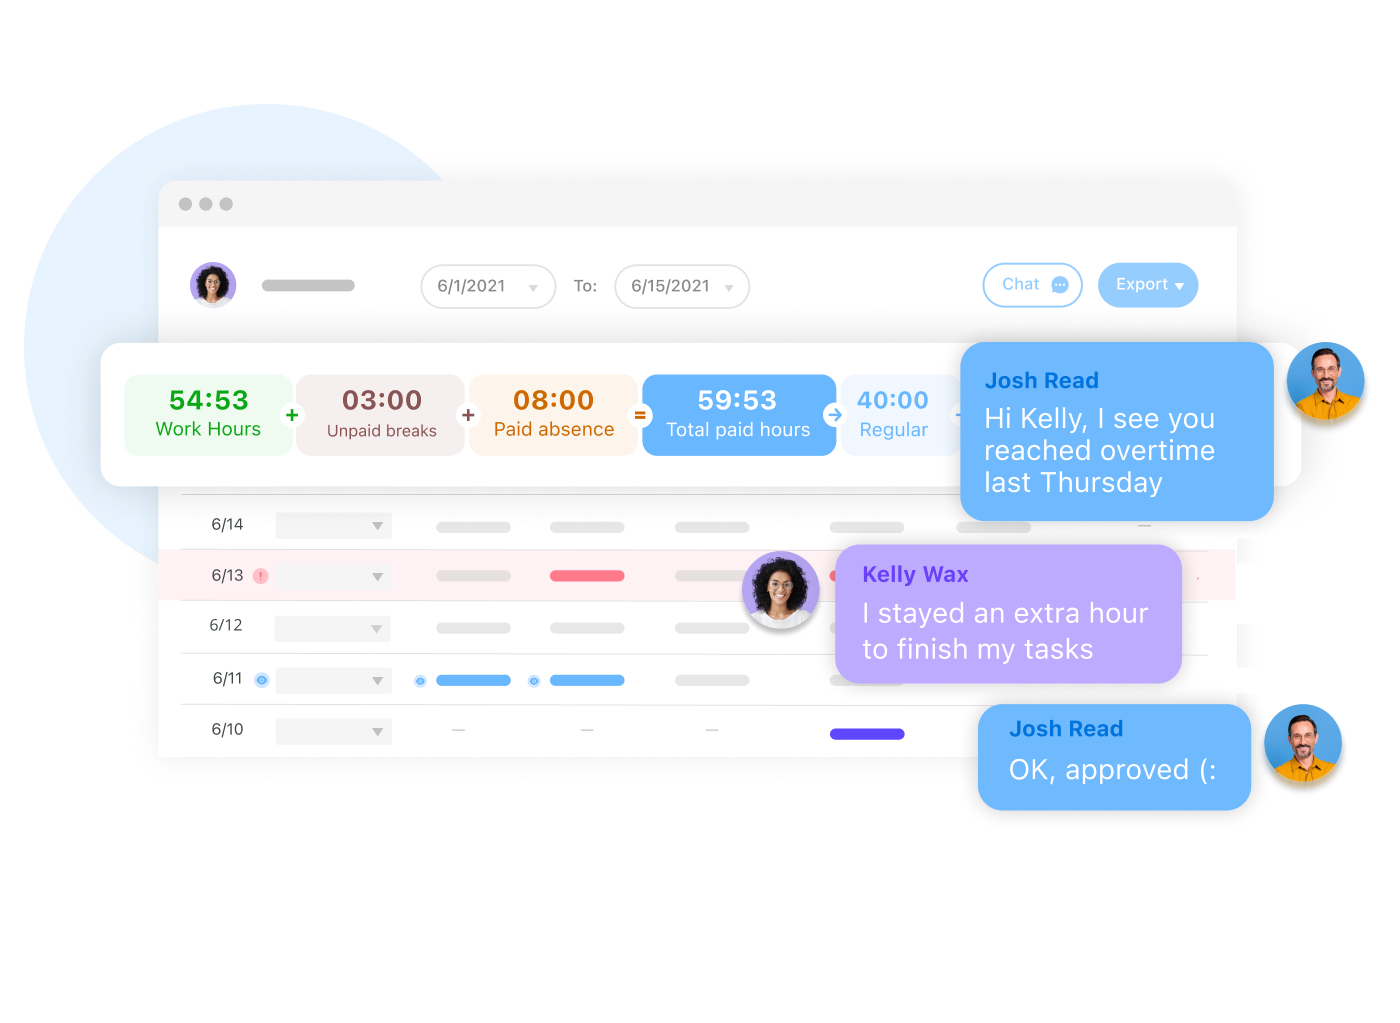 6/1/2021
To:
6/15/2021
Chat
Export
54:53
Work Hours
+
03:00
Unpaid breaks
+
08:00
Paid absence
=
59:53
Total paid hours
40:00
Regular
Josh Read
Hi Kelly, I see you
reached overtime
last Thursday
6/14
6/13
!
6/12
6/11
6/10
Kelly Wax
I stayed an extra hour
to finish my tasks
Josh Read
OK, approved (: